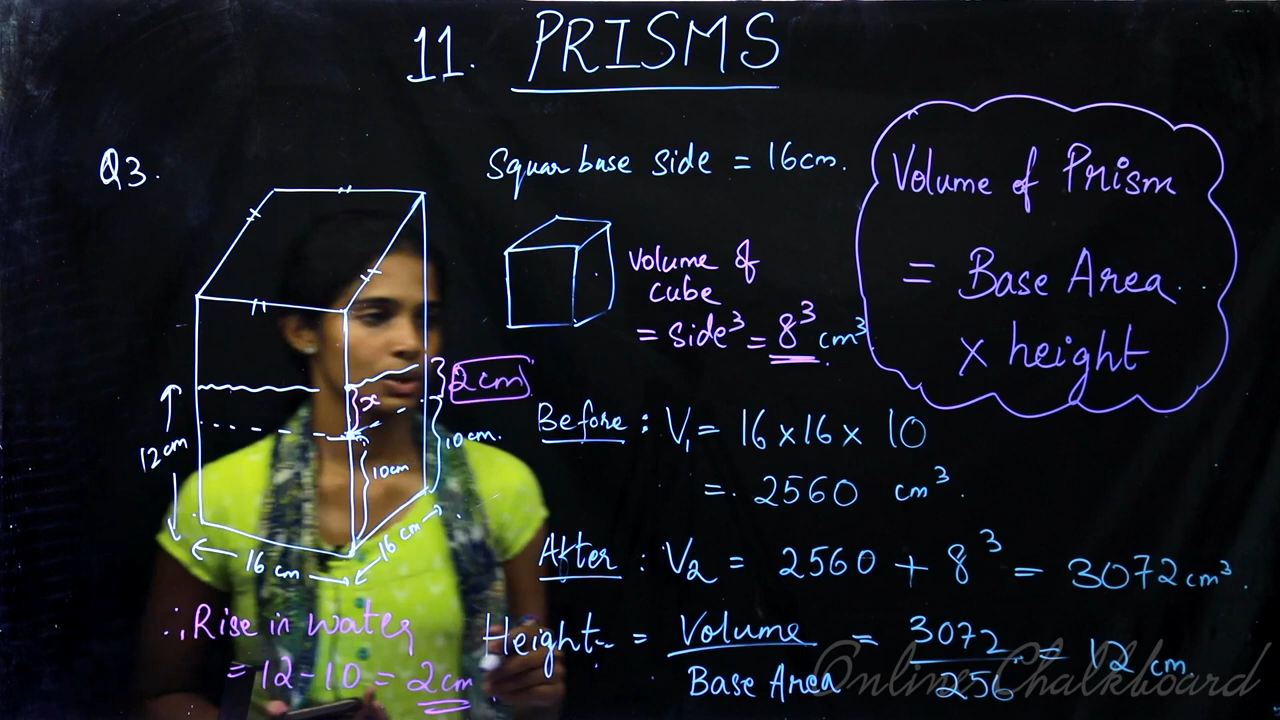 11. PRISMS
Q3.
Squar base side = 16cm.
Volume of Prism
= Base Area
x height
Volume of
cube
= side³ = 8³ cm³
2cm
x
10cm.
10cm
12cm
16 cm
16 cm
Before : V₁ = 16 x 16 x 10
= 2560 cm³.
After : V₂ = 2560 + 8³ = 3072 cm³.
Height = Volume / Base Area = 3072 / 256 = 12 cm.
∴ Rise in water
= 12 - 10 = 2cm.
Online Chalkboard